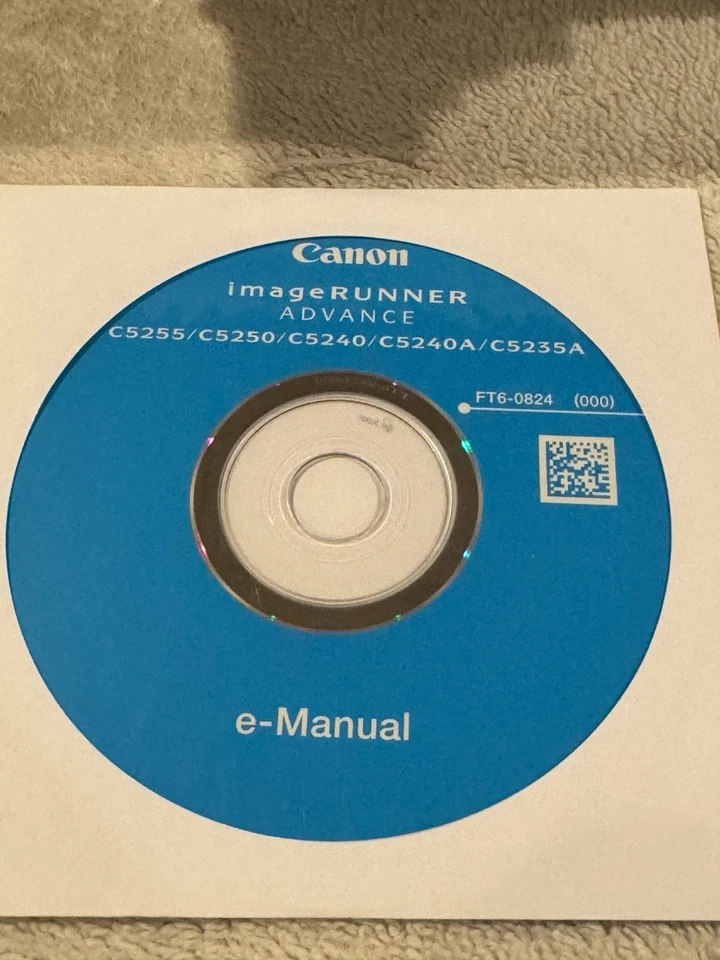 Canon
imageRUNNER
ADVANCE
C5255/C5250/C5240/C5240A/C5235A
FT6-0824 (000)
e-Manual